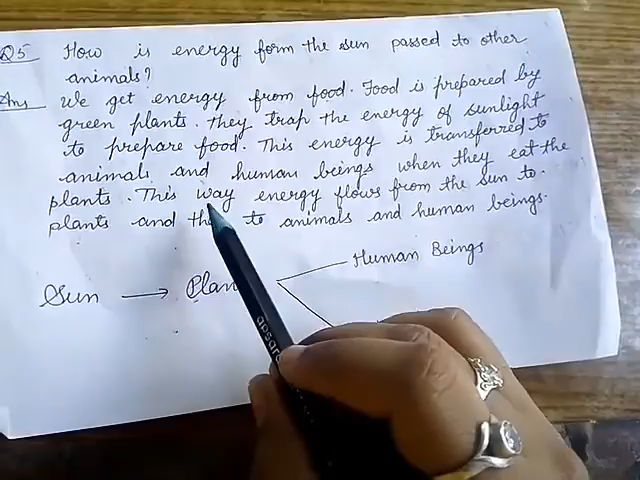 Q5 How is energy form the sun passed to other
animals?
Ans We get energy from food. Food is prepared by
green plants. They trap the energy of sunlight
to prepare food. This energy is transferred to
animals and human beings when they eat the
plants. This way energy flows from the sun to
plants and to animals and human beings.
Human Beings
Sun → Plan
apsara